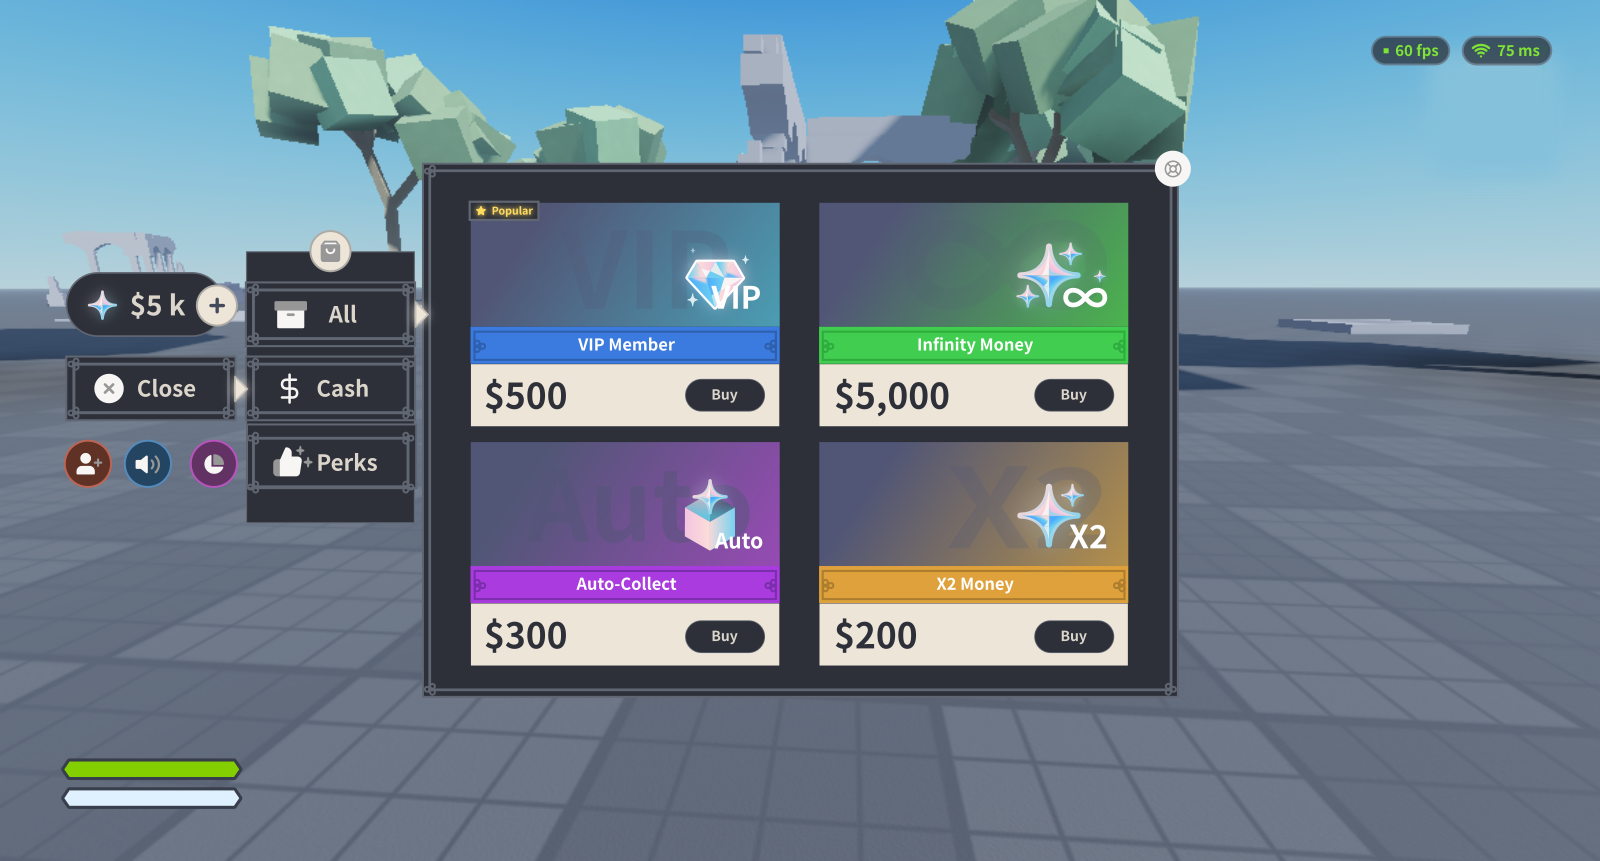 60 fps
75 ms
$5 k
All
Close
Cash
Perks
Popular
VIP
VIP
VIP Member
$500
Buy
∞
Infinity Money
$5,000
Buy
Auto
Auto
Auto-Collect
$300
Buy
X2
X2
X2 Money
$200
Buy